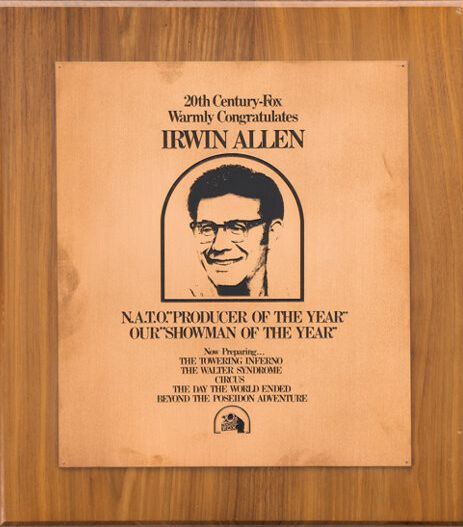 20th Century-Fox
Warmly Congratulates
IRWIN ALLEN
N.A.T.O."PRODUCER OF THE YEAR"
OUR"SHOWMAN OF THE YEAR"
Now Preparing...
THE TOWERING INFERNO
THE WALTER SYNDROME
CIRCUS
THE DAY THE WORLD ENDED
BEYOND THE POSEIDON ADVENTURE